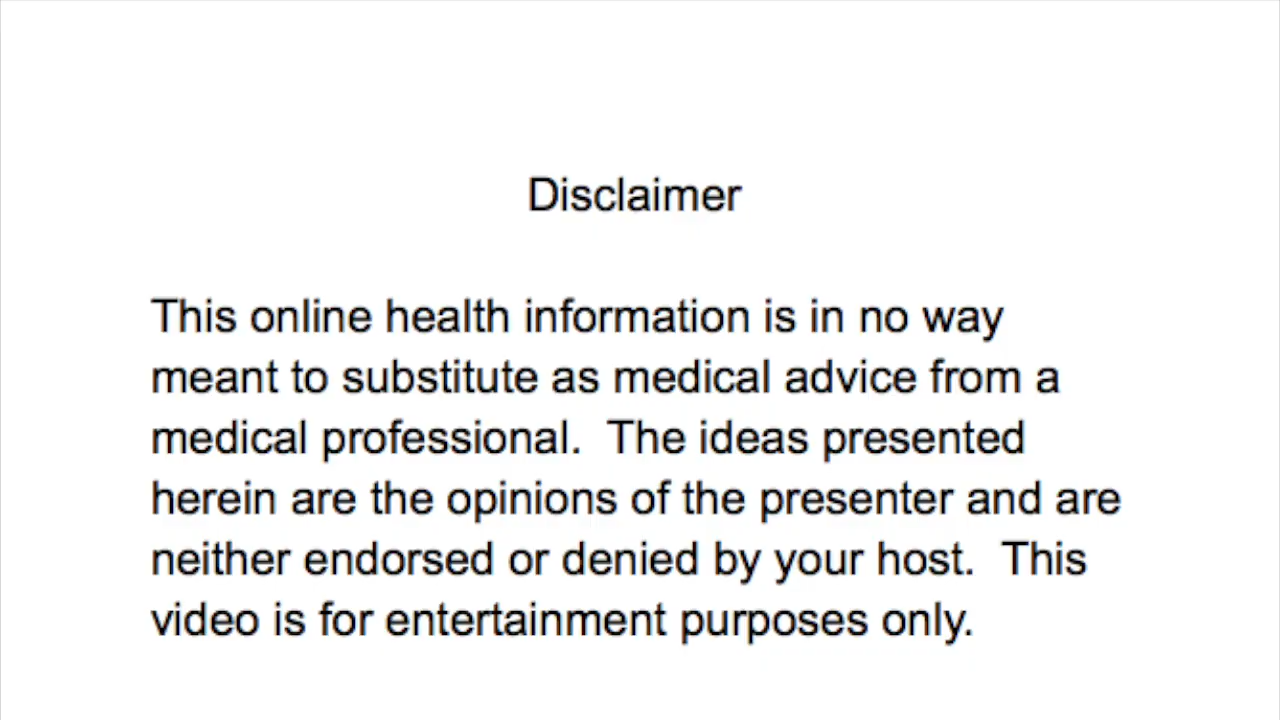 Disclaimer
This online health information is in no way
meant to substitute as medical advice from a
medical professional.  The ideas presented
herein are the opinions of the presenter and are
neither endorsed or denied by your host.  This
video is for entertainment purposes only.